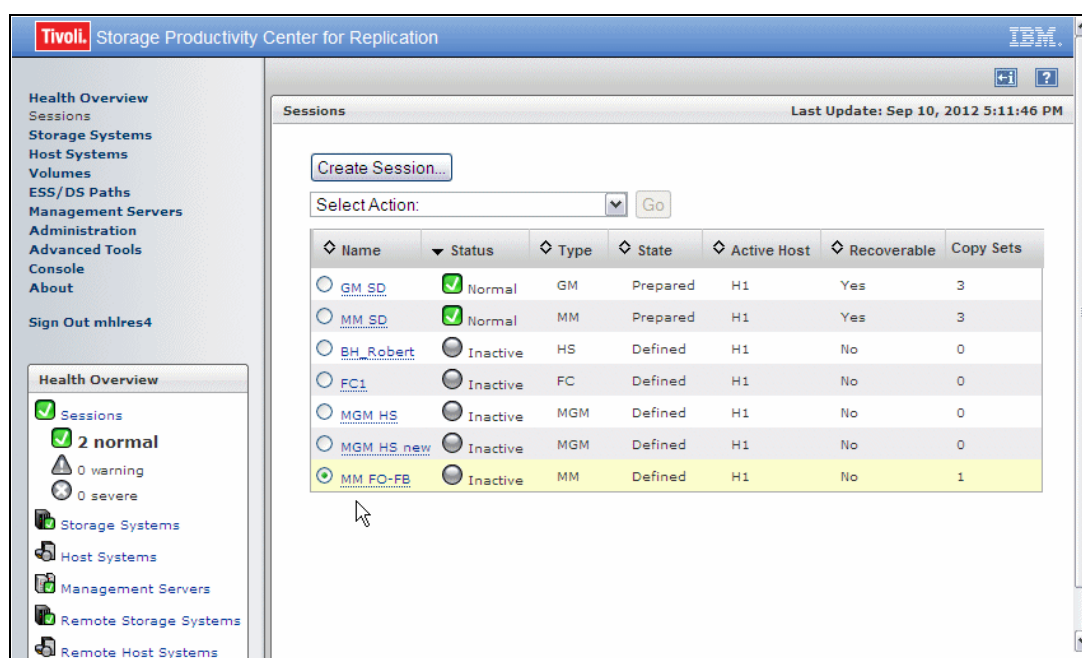 Tivoli. Storage Productivity Center for Replication IBM.
Health Overview
Sessions
Storage Systems
Host Systems
Volumes
ESS/DS Paths
Management Servers
Administration
Advanced Tools
Console
About
Sign Out mhlres4
Health Overview
Sessions
2 normal
0 warning
0 severe
Storage Systems
Host Systems
Management Servers
Remote Storage Systems
Remote Host Systems
i ?
Sessions Last Update: Sep 10, 2012 5:11:46 PM
Create Session...
Select Action: Go
Name Status Type State Active Host Recoverable Copy Sets
GM SD Normal GM Prepared H1 Yes 3
MM SD Normal MM Prepared H1 Yes 3
BH_Robert Inactive HS Defined H1 No 0
FC1 Inactive FC Defined H1 No 0
MGM HS Inactive MGM Defined H1 No 0
MGM HS new Inactive MGM Defined H1 No 0
MM FO-FB Inactive MM Defined H1 No 1